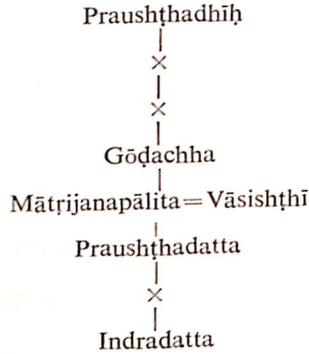 Praushṭhadhīḥ
×
×
Gōḍachha
Mātṛijanapālita=Vāsishṭhī
Praushṭhadatta
×
Indradatta